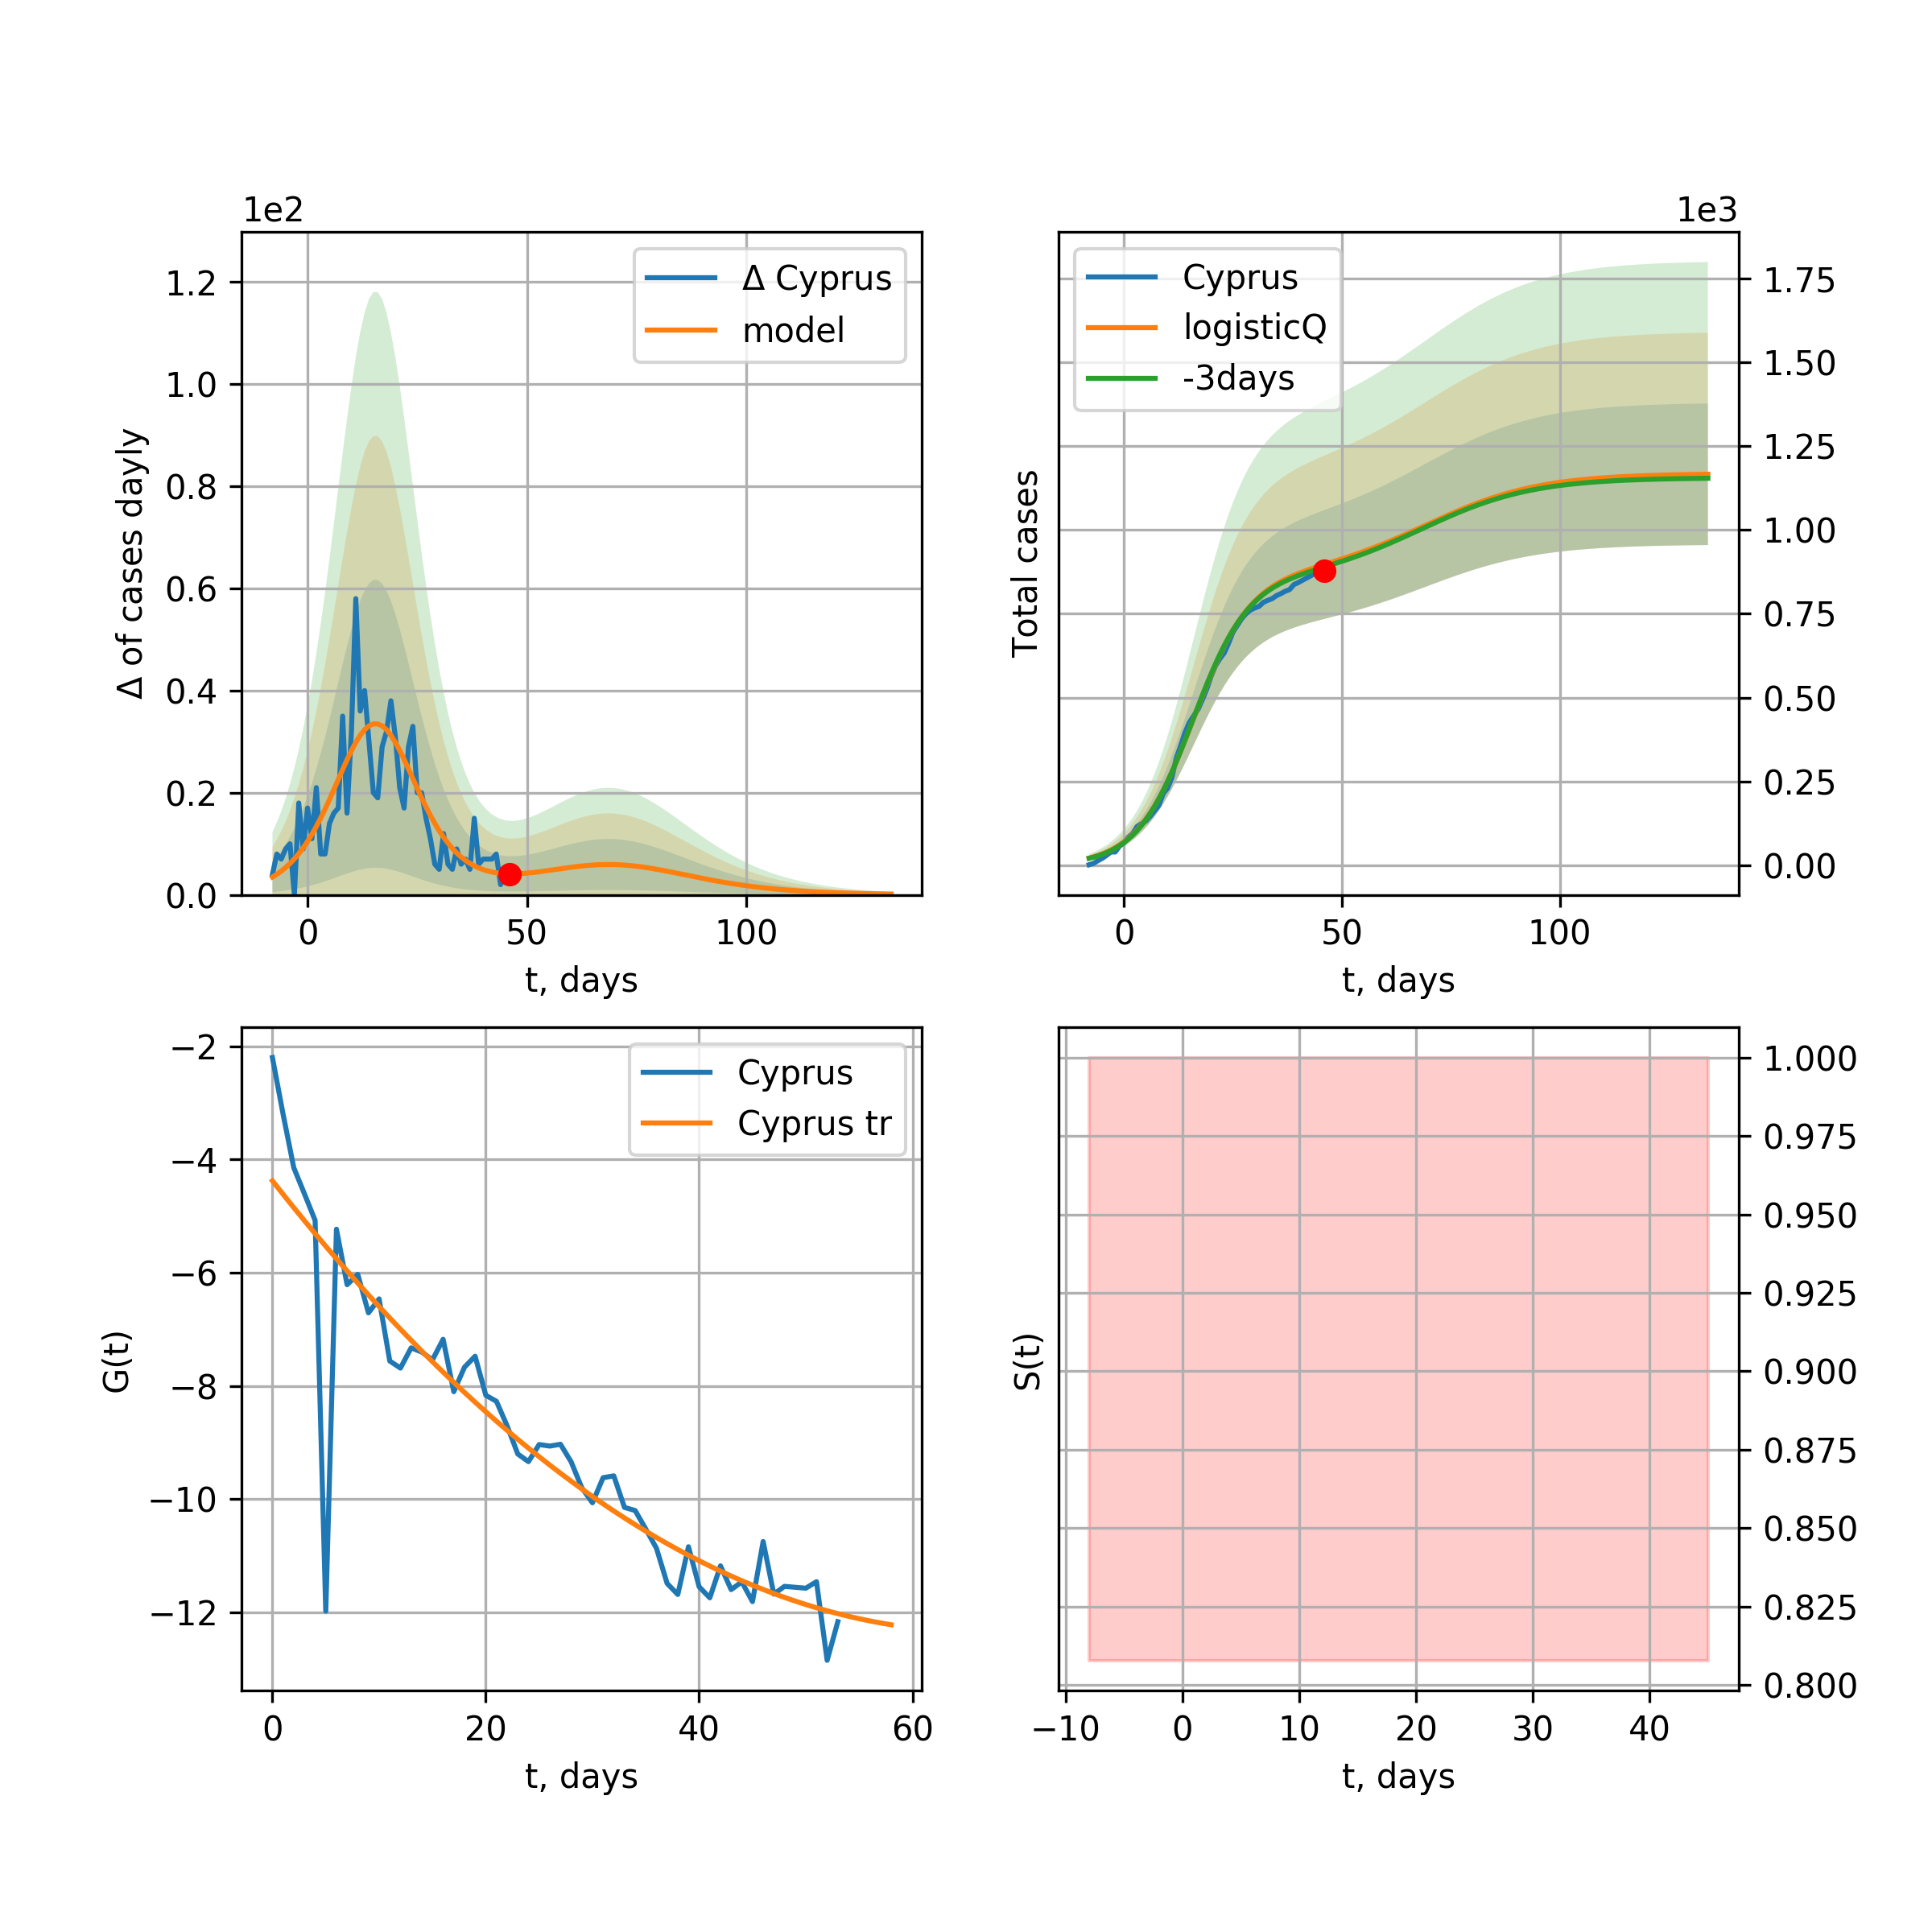 1e2
Δ of cases dayly
1.2
1.0
0.8
0.6
0.4
0.2
0.0
Δ Cyprus
model
0 50 100
t, days
1e3
Total cases
Cyprus
logisticQ
-3days
1.75
1.50
1.25
1.00
0.75
0.50
0.25
0.00
0 50 100
t, days
G(t)
−2
−4
−6
−8
−10
−12
Cyprus
Cyprus tr
0 20 40 60
t, days
S(t)
1.000
0.975
0.950
0.925
0.900
0.875
0.850
0.825
0.800
−10 0 10 20 30 40
t, days